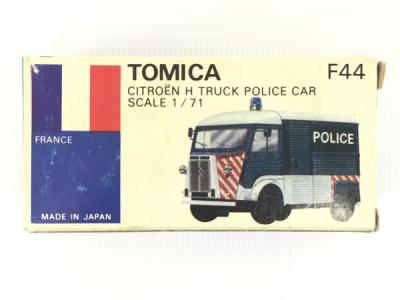 TOMICA
F44
CITROËN H TRUCK POLICE CAR
SCALE 1/71
POLICE
FRANCE
MADE IN JAPAN